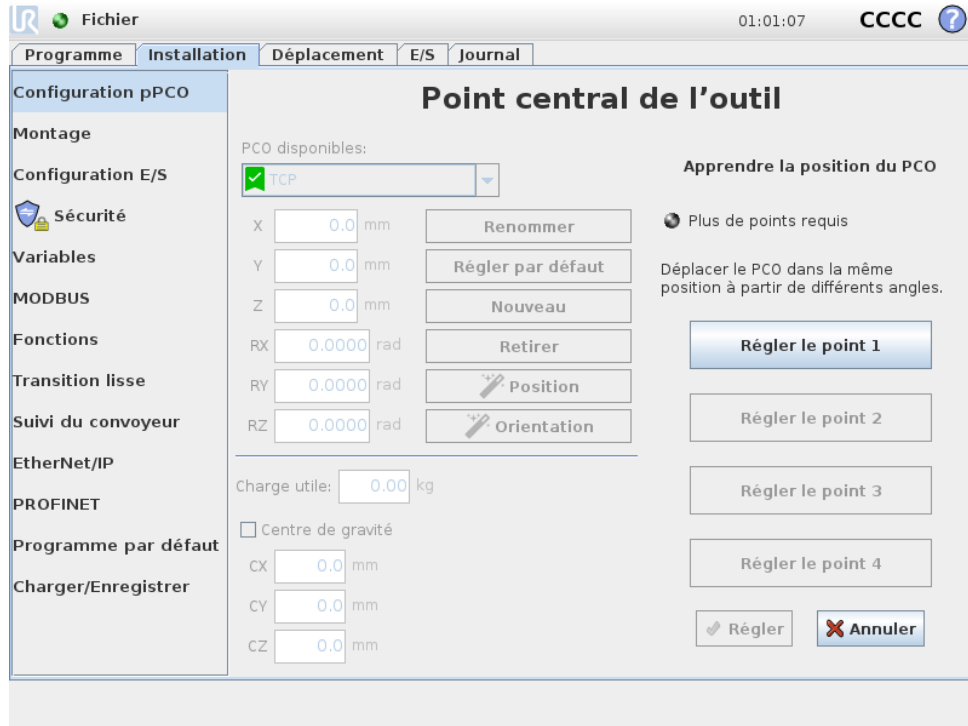 UR Fichier 01:01:07 CCCC ?
Programme Installation Déplacement E/S Journal
Configuration pPCO
Montage
Configuration E/S
Sécurité
Variables
MODBUS
Fonctions
Transition lisse
Suivi du convoyeur
EtherNet/IP
PROFINET
Programme par défaut
Charger/Enregistrer
Point central de l’outil
PCO disponibles:
TCP
X 0.0 mm Renommer
Y 0.0 mm Régler par défaut
Z 0.0 mm Nouveau
RX 0.0000 rad Retirer
RY 0.0000 rad Position
RZ 0.0000 rad Orientation
Charge utile: 0.00 kg
Centre de gravité
CX 0.0 mm
CY 0.0 mm
CZ 0.0 mm
Apprendre la position du PCO
Plus de points requis
Déplacer le PCO dans la même
position à partir de différents angles.
Régler le point 1
Régler le point 2
Régler le point 3
Régler le point 4
Régler Annuler